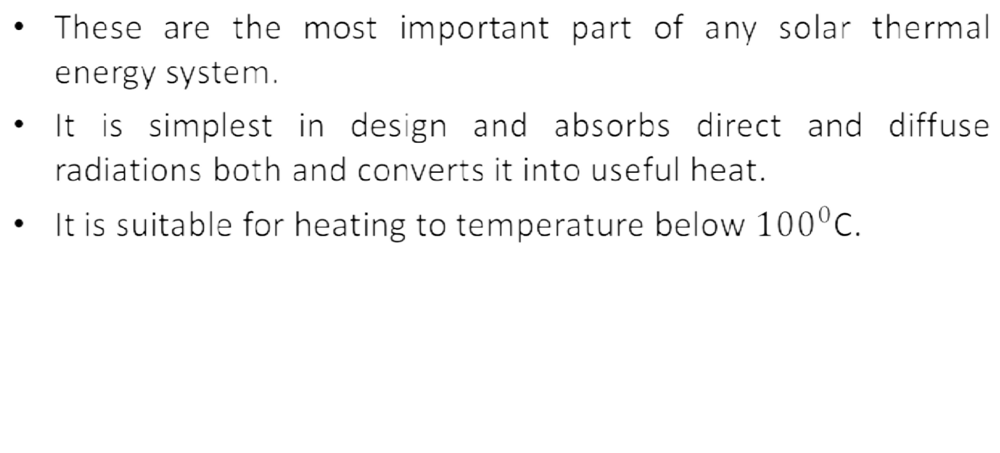 • These are the most important part of any solar thermal
energy system.
• It is simplest in design and absorbs direct and diffuse
radiations both and converts it into useful heat.
• It is suitable for heating to temperature below 100⁰C.